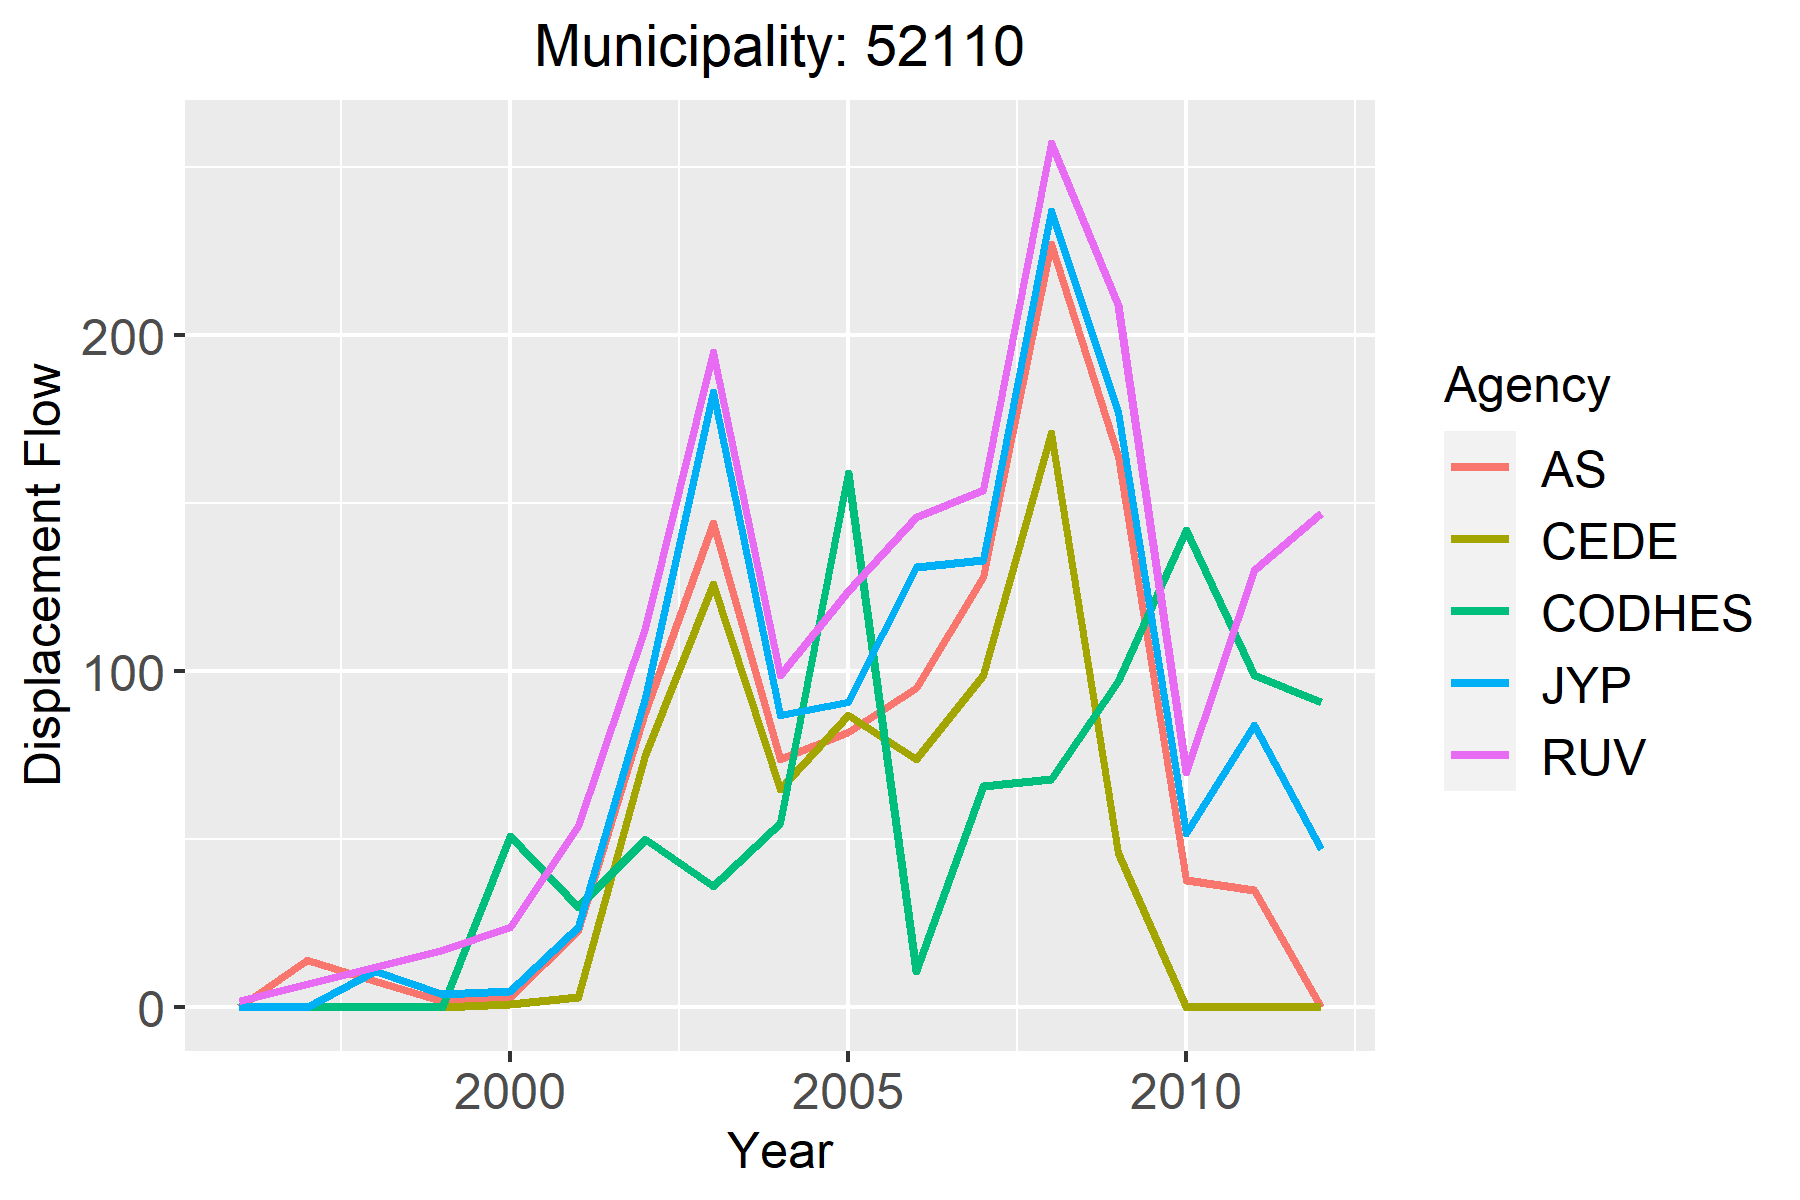 Municipality: 52110
Displacement Flow
200
100
0
2000 2005 2010
Year
Agency
AS
CEDE
CODHES
JYP
RUV